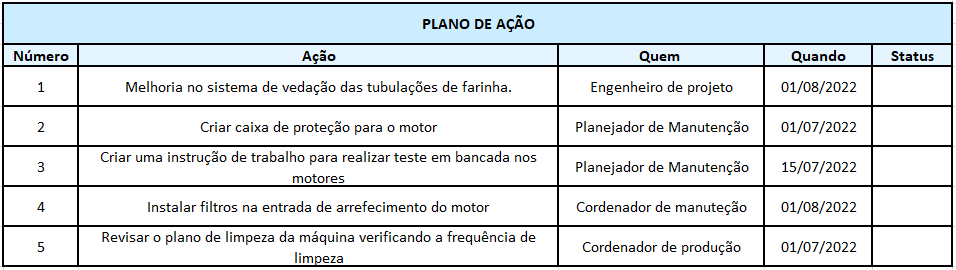 PLANO DE AÇÃO
Número Ação Quem Quando Status
1 Melhoria no sistema de vedação das tubulações de farinha. Engenheiro de projeto 01/08/2022
2 Criar caixa de proteção para o motor Planejador de Manutenção 01/07/2022
3 Criar uma instrução de trabalho para realizar teste em bancada nos
motores Planejador de Manutenção 15/07/2022
4 Instalar filtros na entrada de arrefecimento do motor Cordenador de manuteção 01/08/2022
5 Revisar o plano de limpeza da máquina verificando a frequência de
limpeza Cordenador de produção 01/07/2022